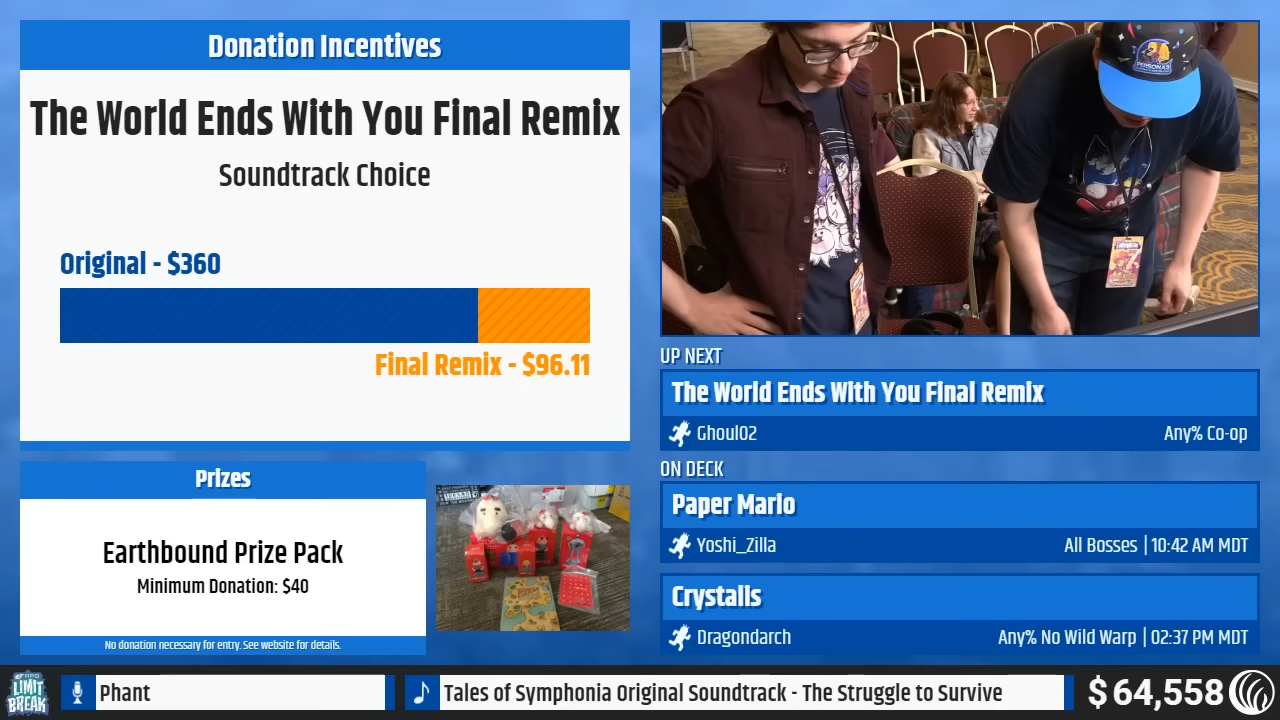 Donation Incentives
The World Ends With You Final Remix
Soundtrack Choice
Original - $360
Final Remix - $96.11
Prizes
Earthbound Prize Pack
Minimum Donation: $40
No donation necessary for entry. See website for details.
PERSONA3
UP NEXT
The World Ends With You Final Remix
Ghoul02
Any% Co-op
ON DECK
Paper Mario
Yoshi_Zilla
All Bosses | 10:42 AM MDT
Crystalis
Dragondarch
Any% No Wild Warp | 02:37 PM MDT
RPG
LIMIT
BREAK
Phant
Tales of Symphonia Original Soundtrack - The Struggle to Survive
$ 64,558